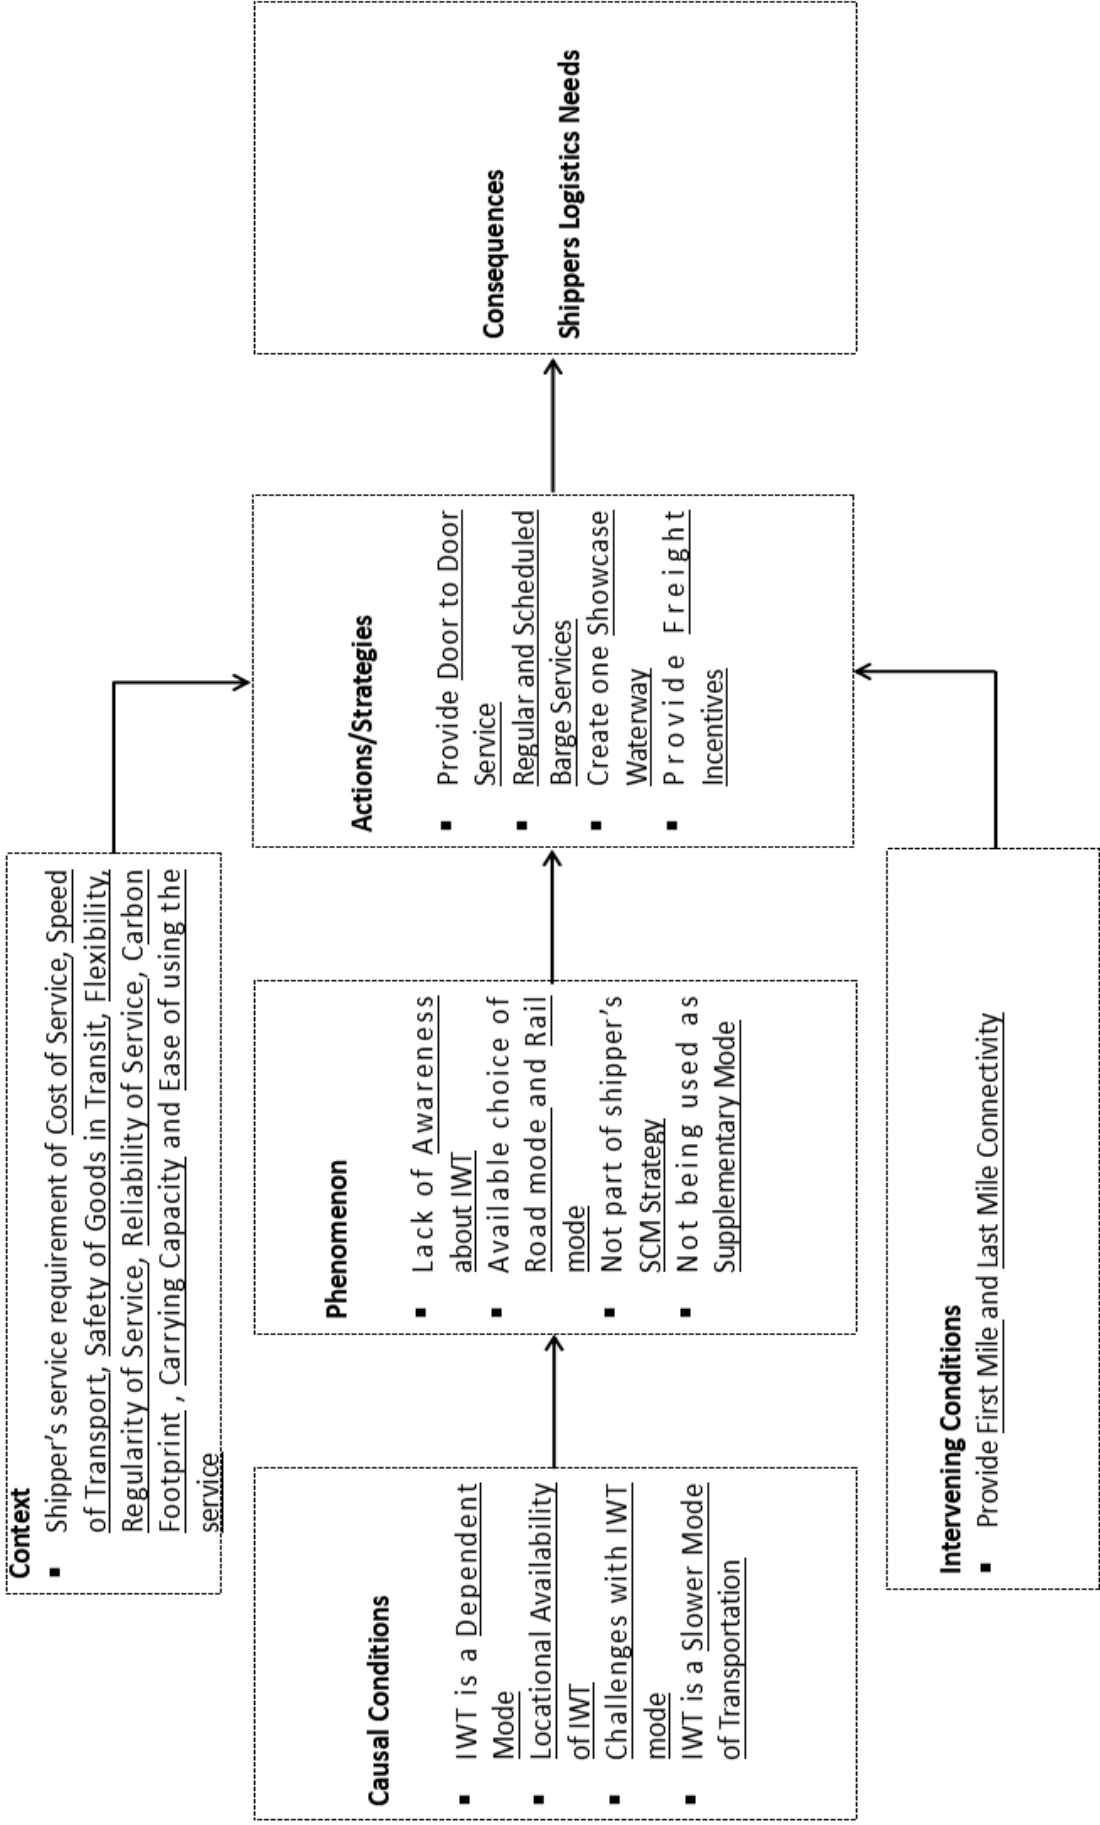 Context
▪ Shipper's service requirement of Cost of Service, Speed
of Transport, Safety of Goods in Transit, Flexibility,
Regularity of Service, Reliability of Service, Carbon
Footprint , Carrying Capacity and Ease of using the
service
Causal Conditions
▪ IWT is a Dependent
Mode
▪ Locational Availability
of IWT
▪ Challenges with IWT
mode
▪ IWT is a Slower Mode
of Transportation
Phenomenon
▪ Lack of Awareness
about IWT
▪ Available choice of
Road mode and Rail
mode
▪ Not part of shipper's
SCM Strategy
▪ Not being used as
Supplementary Mode
Actions/Strategies
▪ Provide Door to Door
Service
▪ Regular and Scheduled
Barge Services
▪ Create one Showcase
Waterway
▪ Provide Freight
Incentives
Consequences
Shippers Logistics Needs
Intervening Conditions
▪ Provide First Mile and Last Mile Connectivity